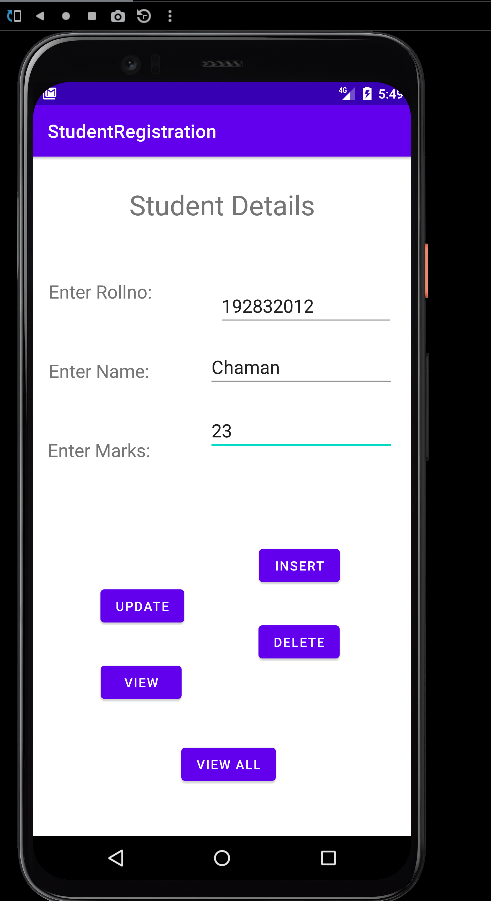 4G 5:49
StudentRegistration
Student Details
Enter Rollno:
192832012
Enter Name:
Chaman
Enter Marks:
23
INSERT
UPDATE
DELETE
VIEW
VIEW ALL